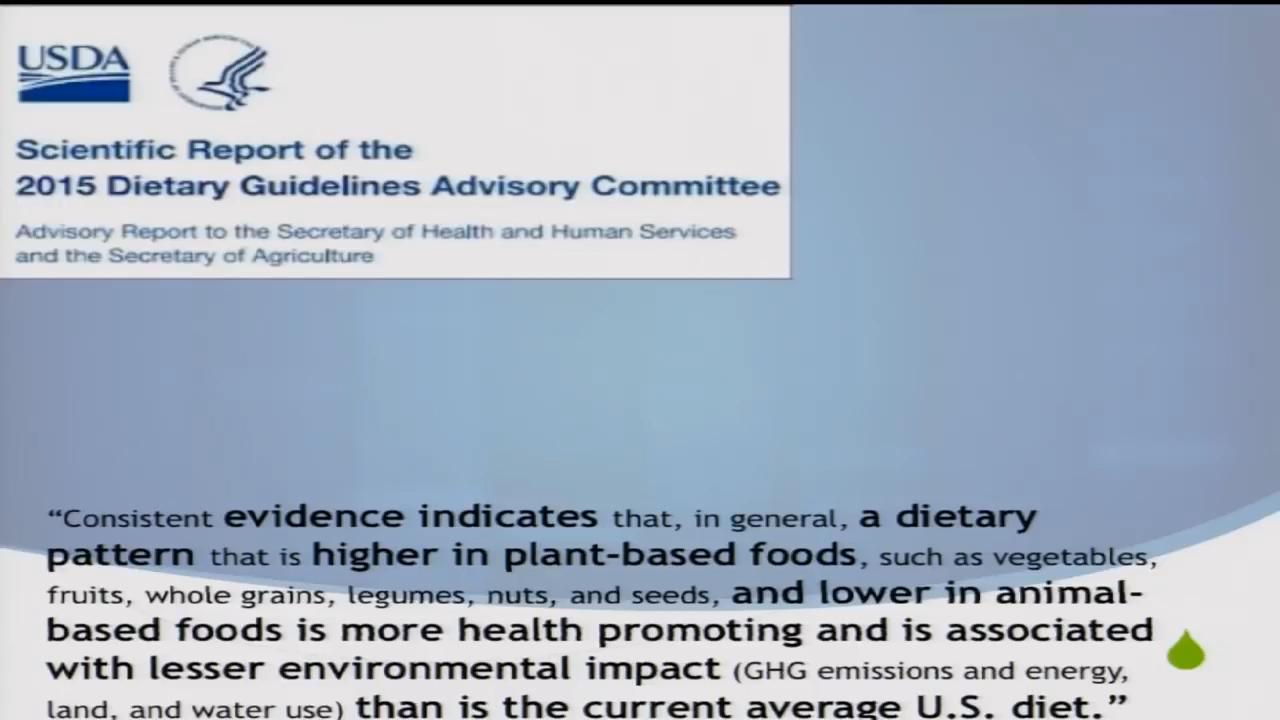 USDA
Scientific Report of the
2015 Dietary Guidelines Advisory Committee
Advisory Report to the Secretary of Health and Human Services
and the Secretary of Agriculture
“Consistent evidence indicates that, in general, a dietary
pattern that is higher in plant-based foods, such as vegetables,
fruits, whole grains, legumes, nuts, and seeds, and lower in animal-
based foods is more health promoting and is associated
with lesser environmental impact (GHG emissions and energy,
land, and water use) than is the current average U.S. diet.”